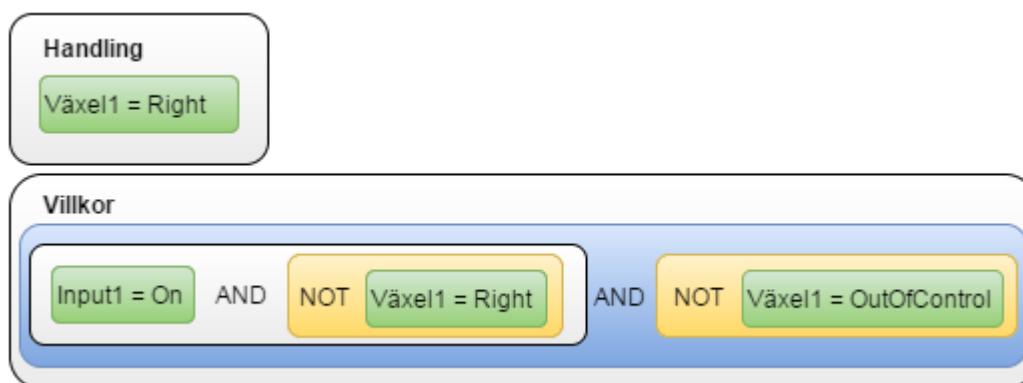 Handling
Växel1 = Right
Villkor
Input1 = On AND NOT Växel1 = Right AND NOT Växel1 = OutOfControl